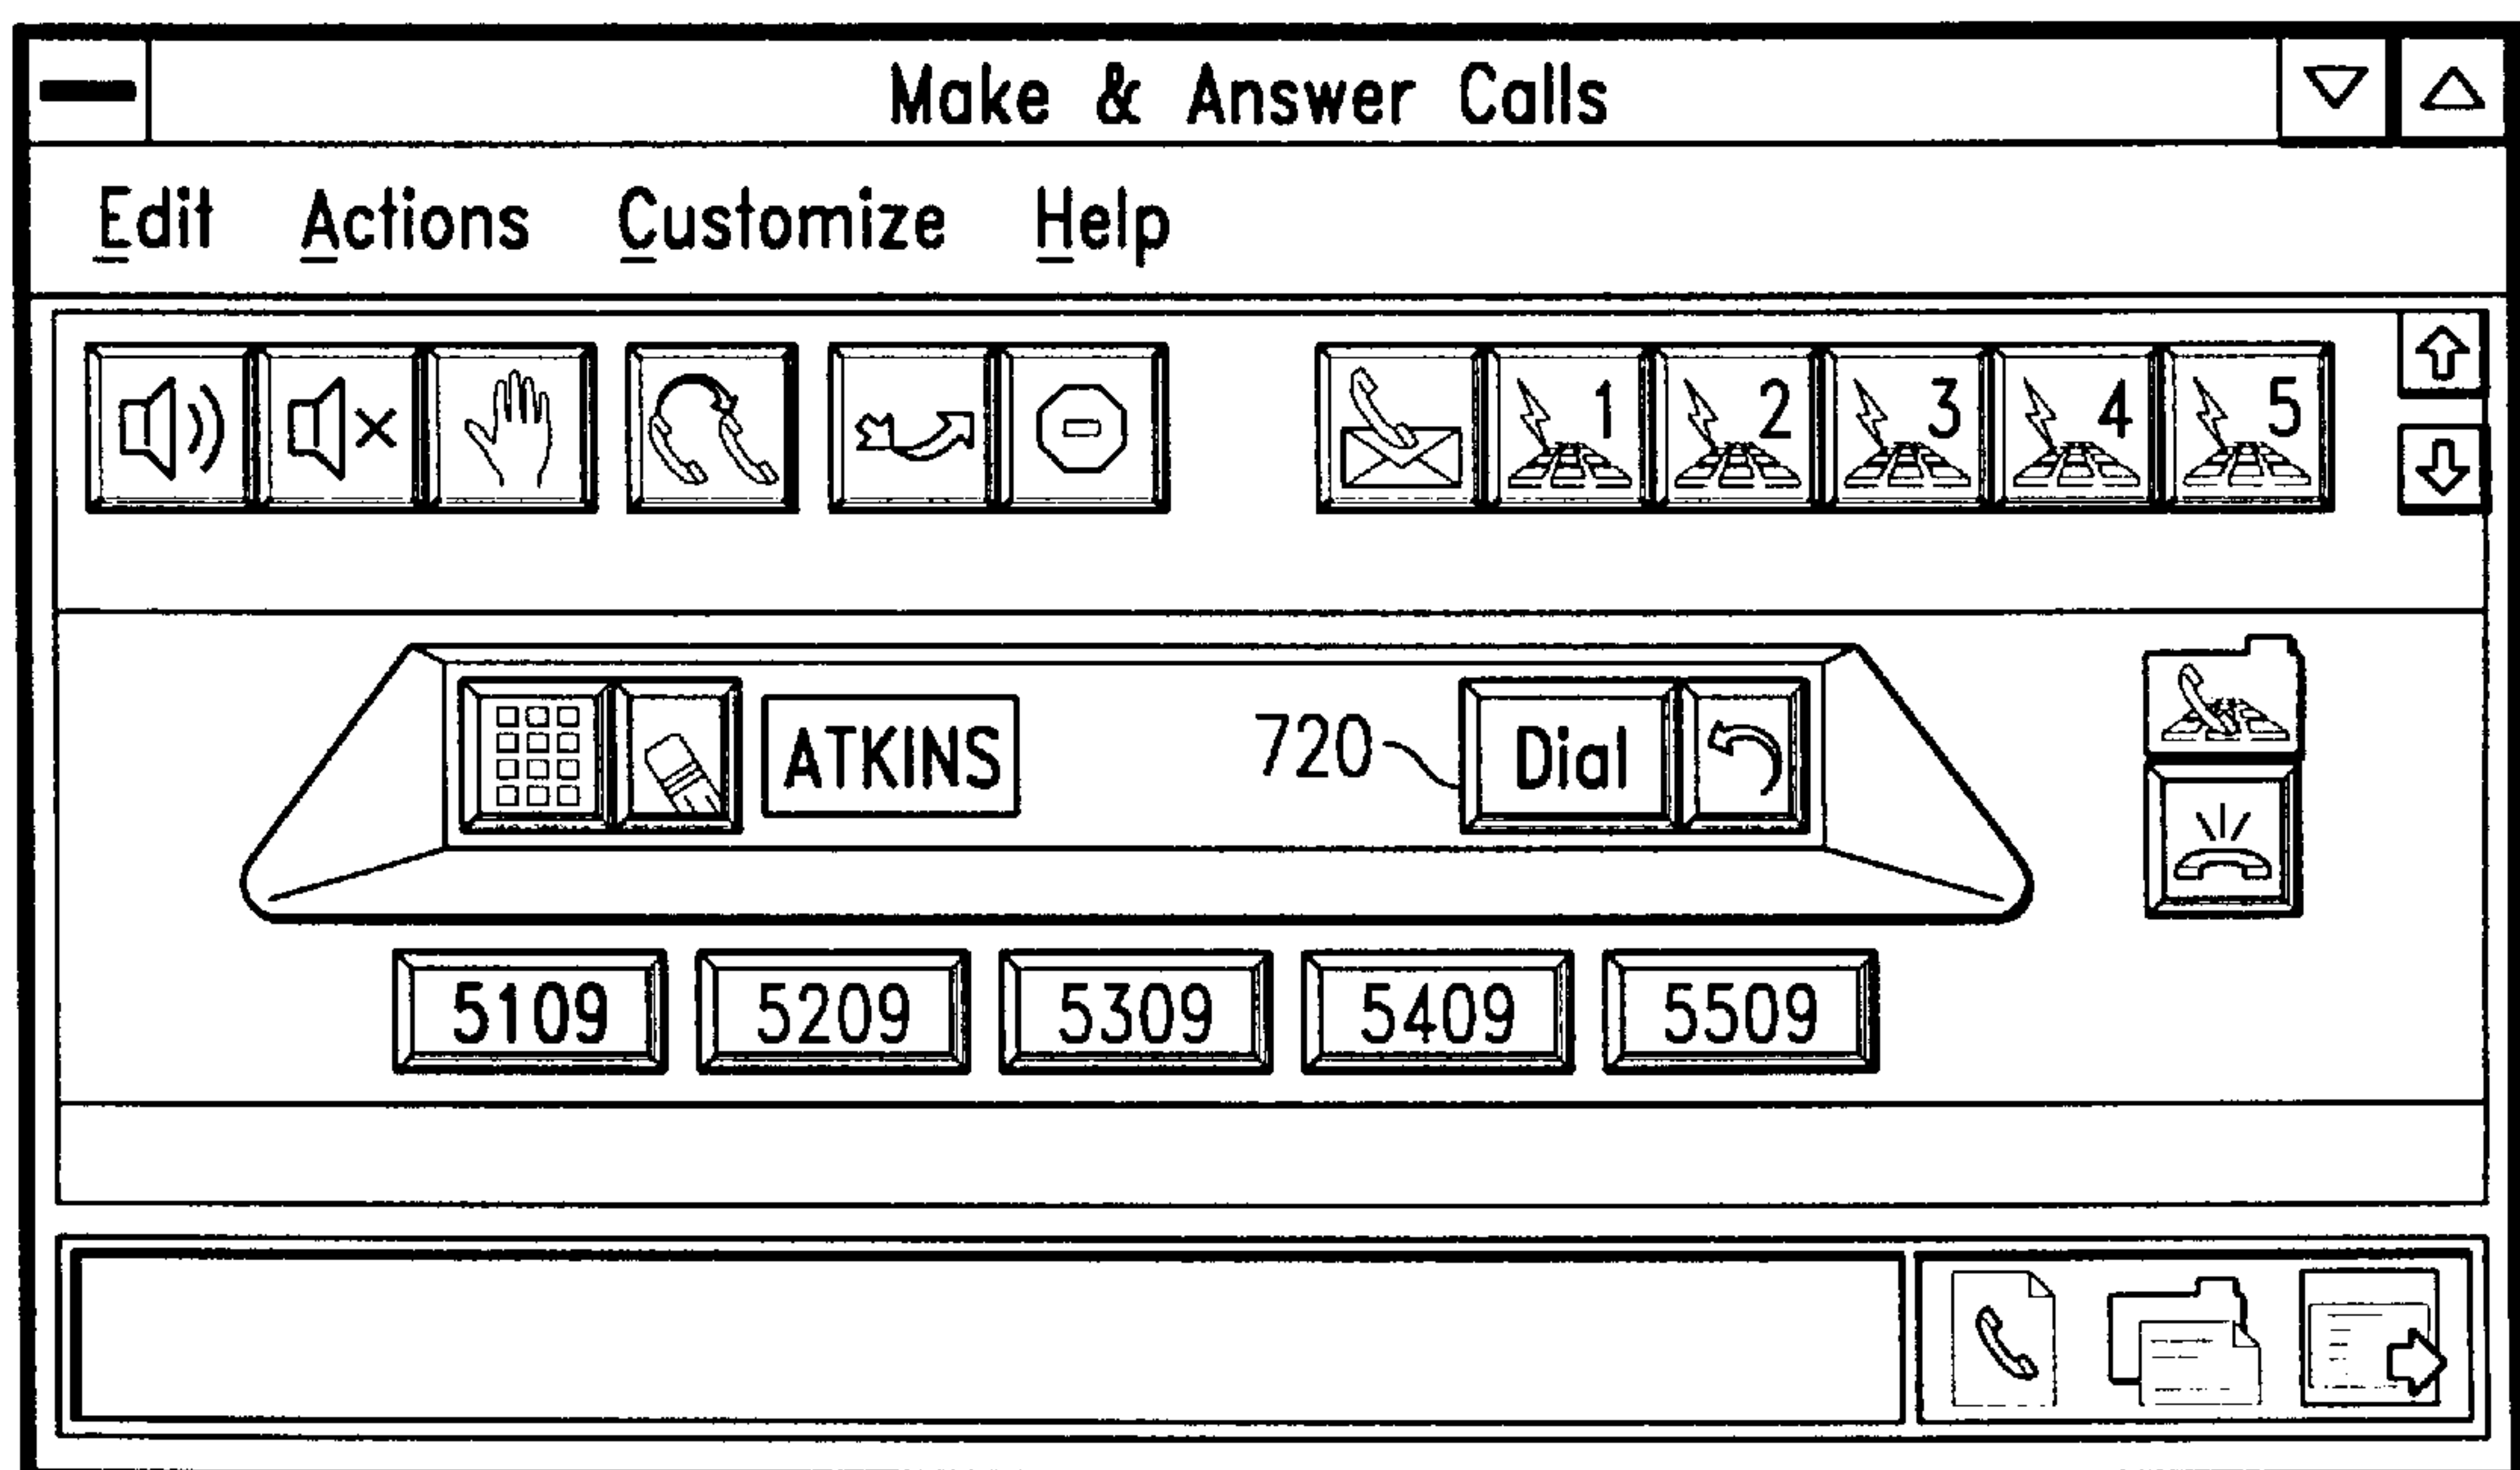 Make & Answer Calls
Edit Actions Customize Help
1 2 3 4 5
ATKINS 720 Dial
5109 5209 5309 5409 5509